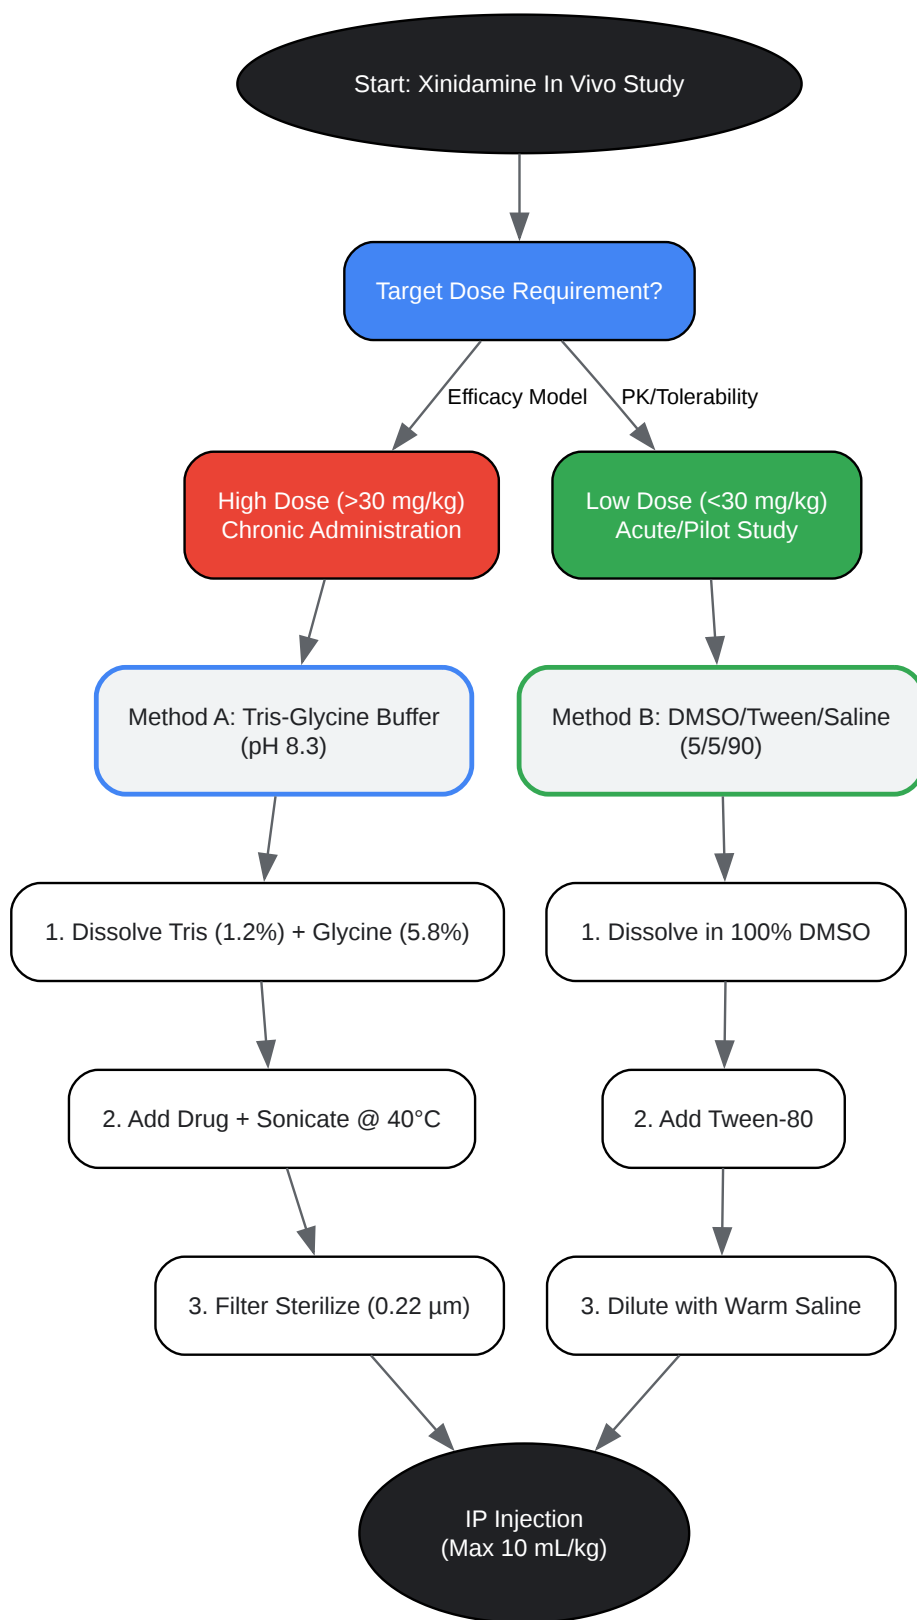 Start: Xinidamine In Vivo Study
Target Dose Requirement?
Efficacy Model
PK/Tolerability
High Dose (>30 mg/kg)
Chronic Administration
Low Dose (<30 mg/kg)
Acute/Pilot Study
Method A: Tris-Glycine Buffer
(pH 8.3)
Method B: DMSO/Tween/Saline
(5/5/90)
1. Dissolve Tris (1.2%) + Glycine (5.8%)
1. Dissolve in 100% DMSO
2. Add Drug + Sonicate @ 40°C
2. Add Tween-80
3. Filter Sterilize (0.22 µm)
3. Dilute with Warm Saline
IP Injection
(Max 10 mL/kg)